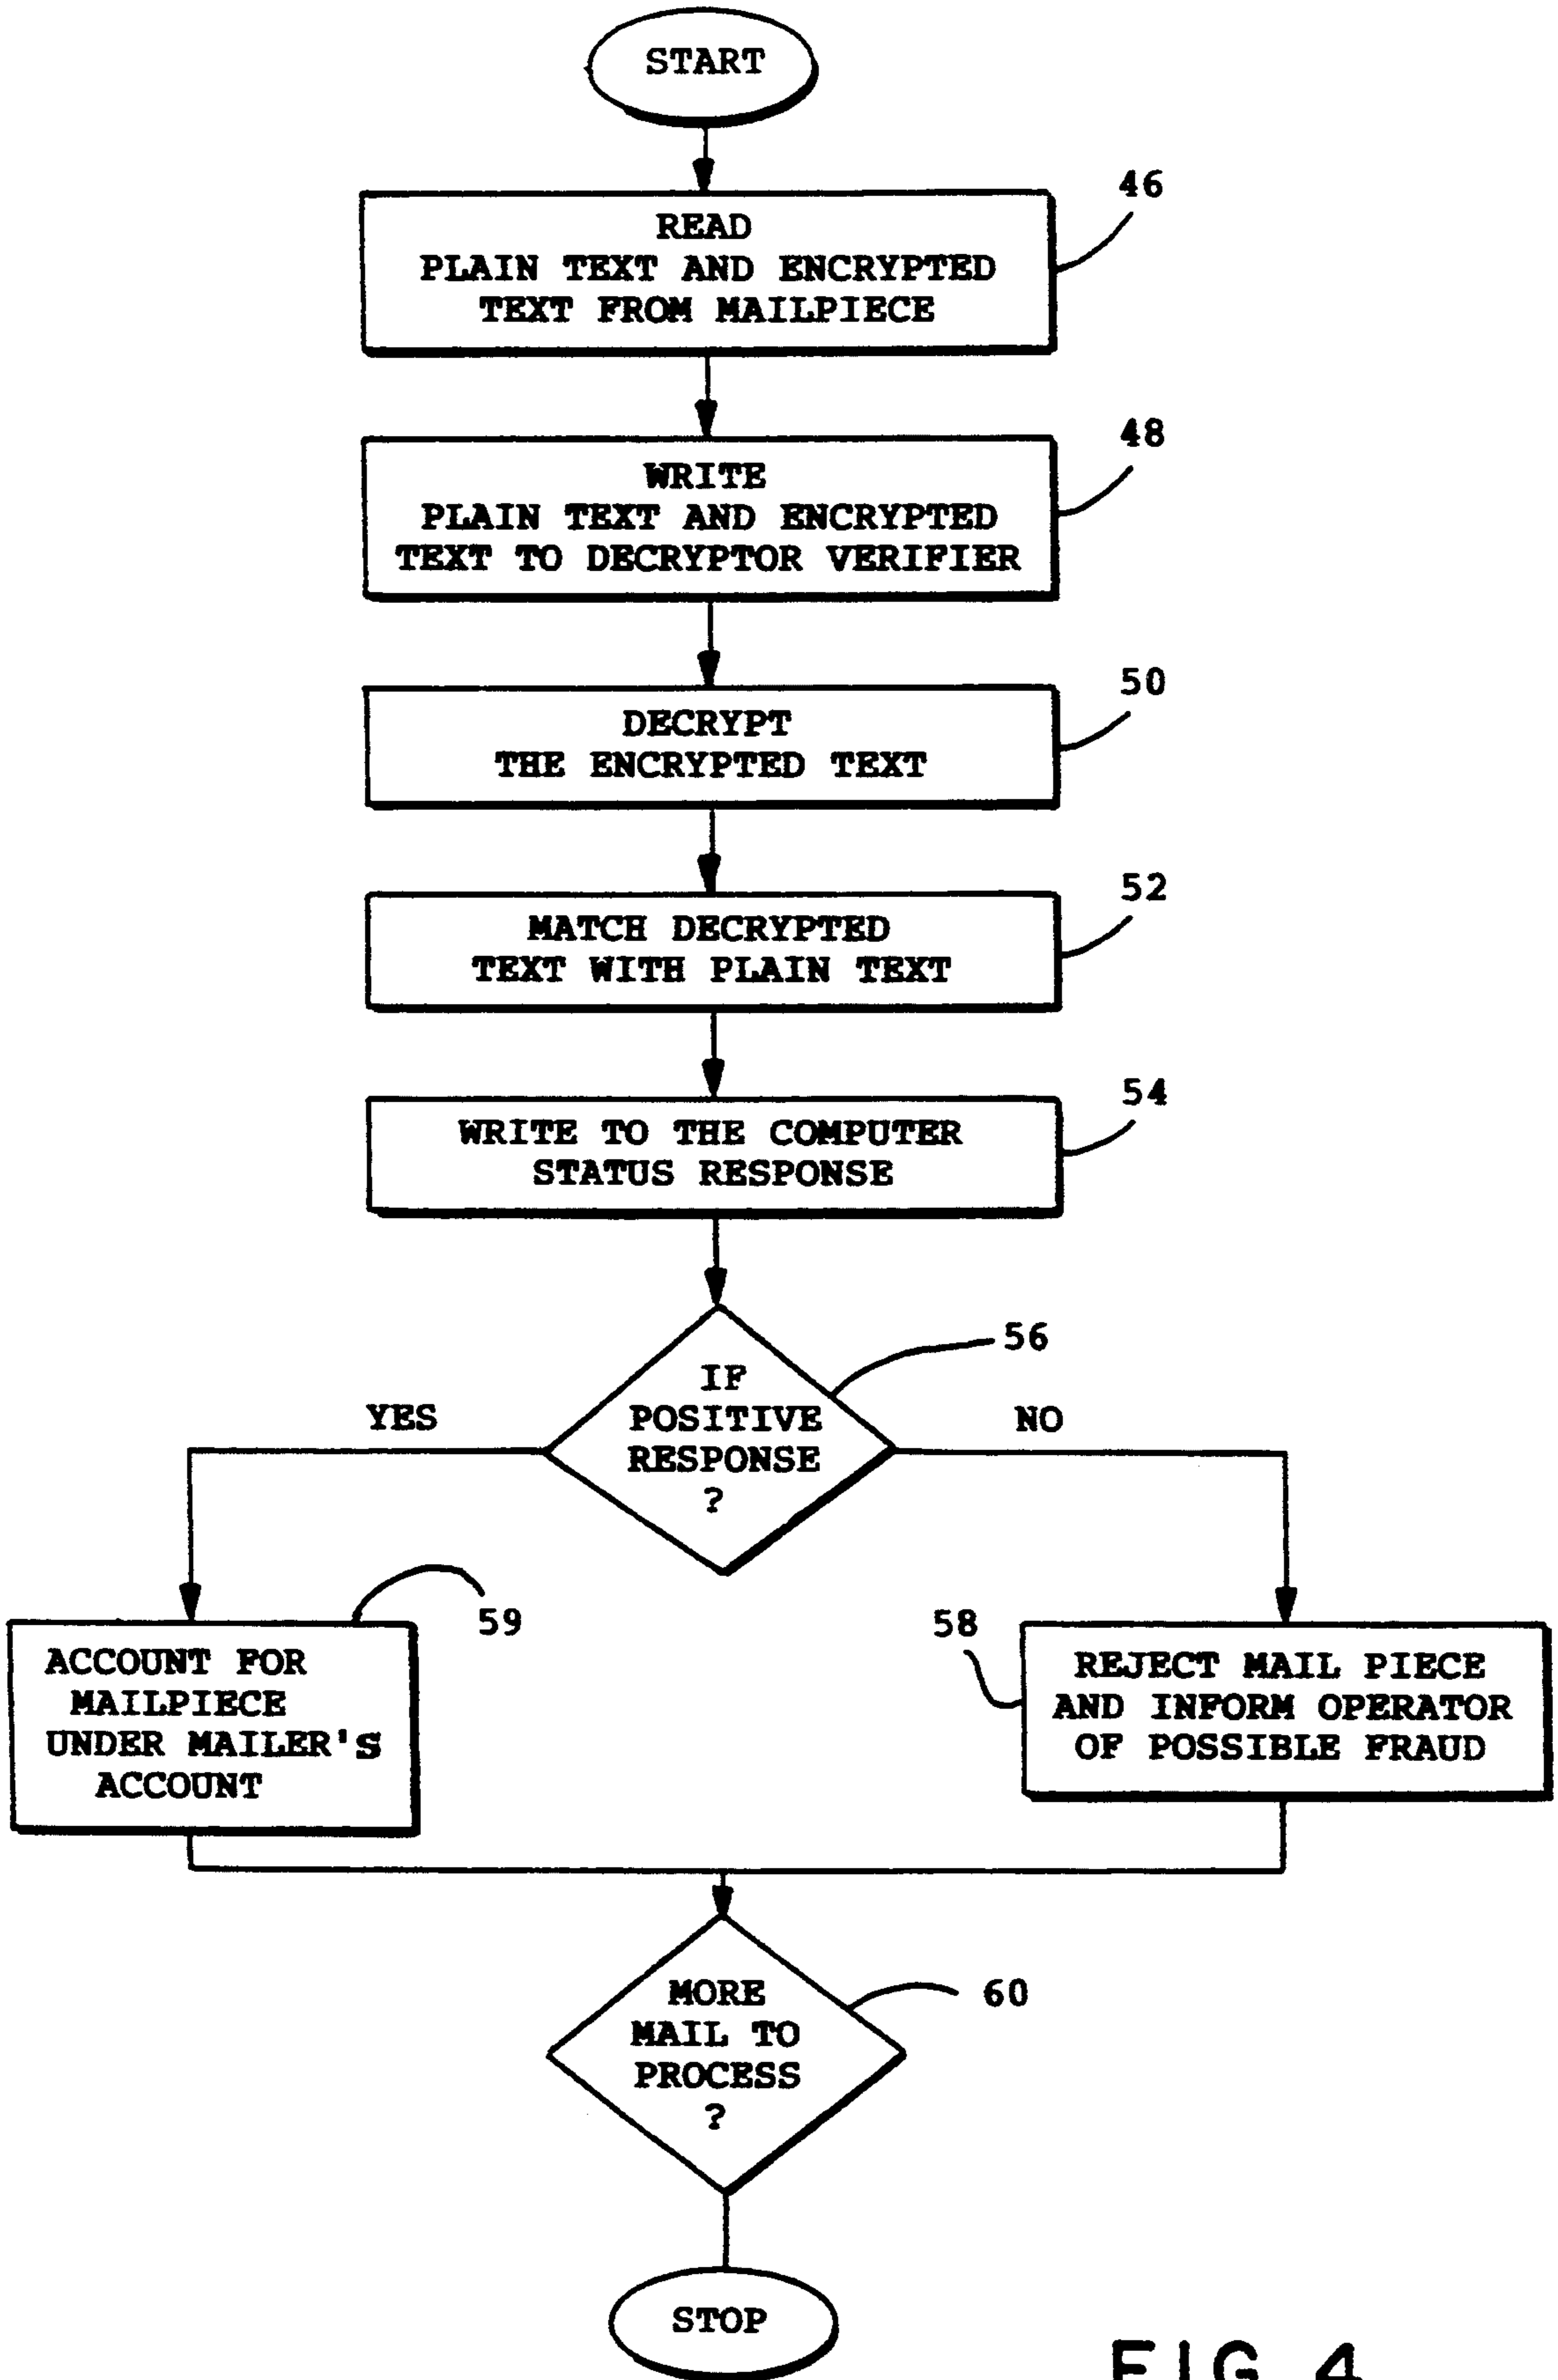 START
46
READ
PLAIN TEXT AND ENCRYPTED
TEXT FROM MAILPIECE
48
WRITE
PLAIN TEXT AND ENCRYPTED
TEXT TO DECRYPTOR VERIFIER
50
DECRYPT
THE ENCRYPTED TEXT
52
MATCH DECRYPTED
TEXT WITH PLAIN TEXT
54
WRITE TO THE COMPUTER
STATUS RESPONSE
56
IF
POSITIVE
RESPONSE
?
YES
NO
59
ACCOUNT FOR
MAILPIECE
UNDER MAILER'S
ACCOUNT
58
REJECT MAIL PIECE
AND INFORM OPERATOR
OF POSSIBLE FRAUD
60
MORE
MAIL TO
PROCESS
?
STOP
FIG. 4